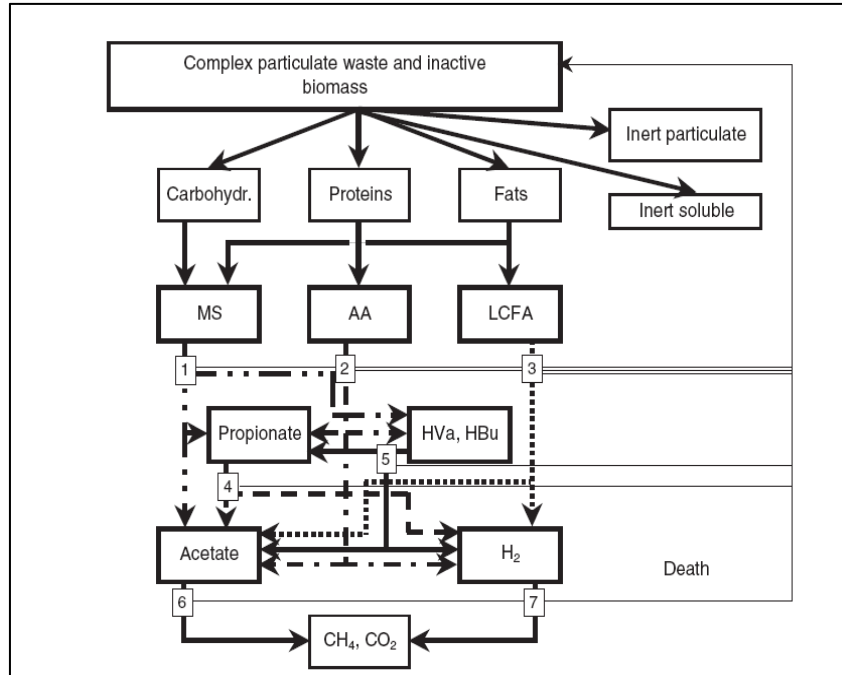 Complex particulate waste and inactive
biomass
Inert particulate
Carbohydr.
Proteins
Fats
Inert soluble
MS
AA
LCFA
1
2
3
Propionate
HVa, HBu
5
4
Acetate
H₂
Death
6
7
CH₄, CO₂